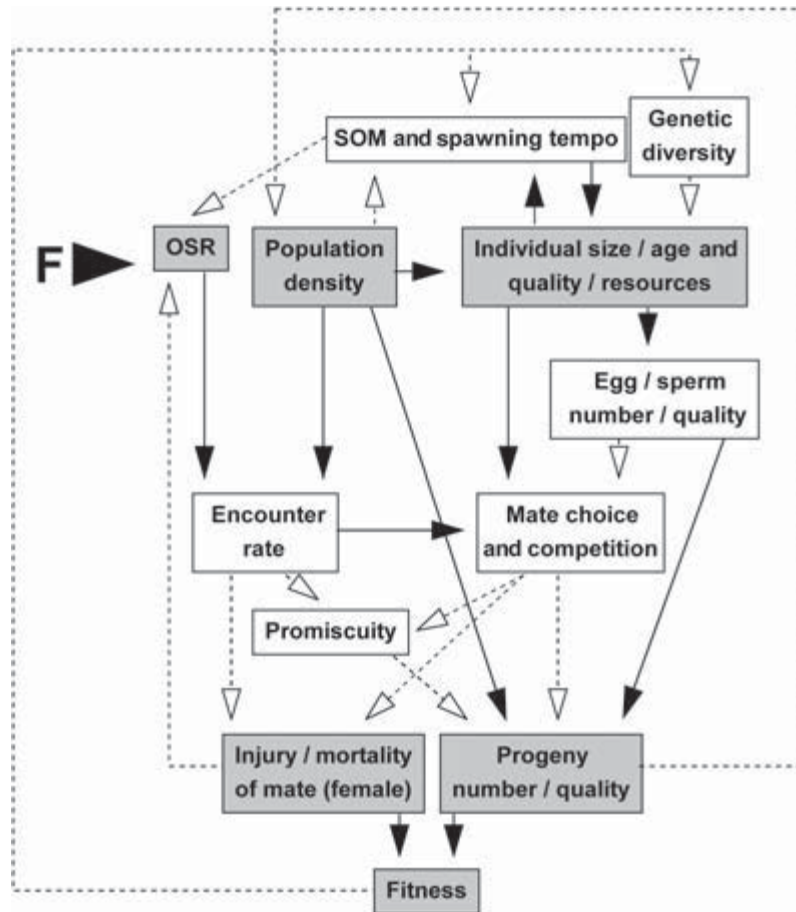 SOM and spawning tempo
Genetic
diversity
F
OSR
Population
density
Individual size / age and
quality / resources
Egg / sperm
number / quality
Encounter
rate
Mate choice
and competition
Promiscuity
Injury / mortality
of mate (female)
Progeny
number / quality
Fitness